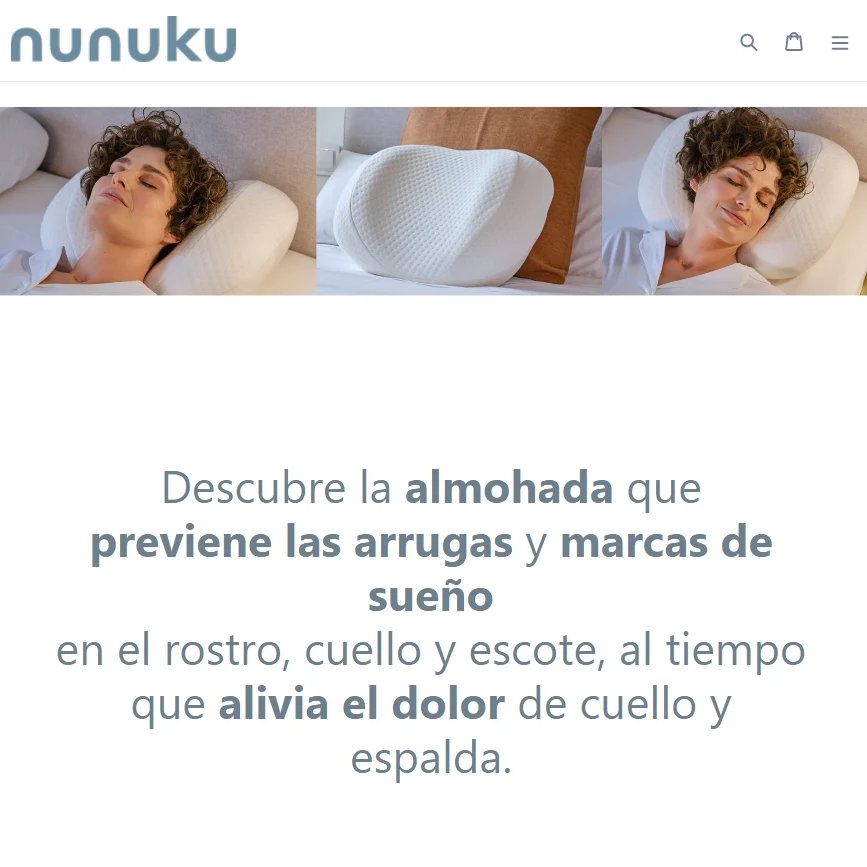 nunuku
Descubre la almohada que
previene las arrugas y marcas de
sueño
en el rostro, cuello y escote, al tiempo
que alivia el dolor de cuello y
espalda.